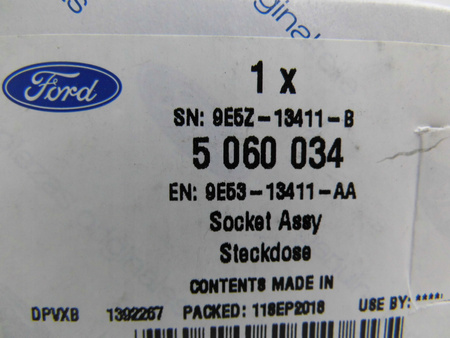 Ford
1 x
SN: 9E5Z-13411-B
5 060 034
EN: 9E53-13411-AA
Socket Assy
Steckdose
CONTENTS MADE IN
DPVXB 1392267 PACKED: 11SEP2016 USE BY: ****